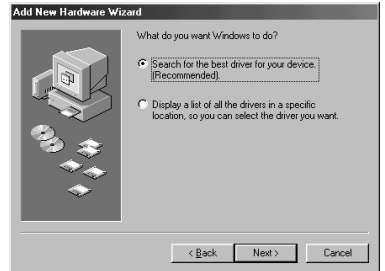 Add New Hardware Wizard
What do you want Windows to do?
Search for the best driver for your device.
(Recommended).
Display a list of all the drivers in a specific
location, so you can select the driver you want.
< Back
Next >
Cancel